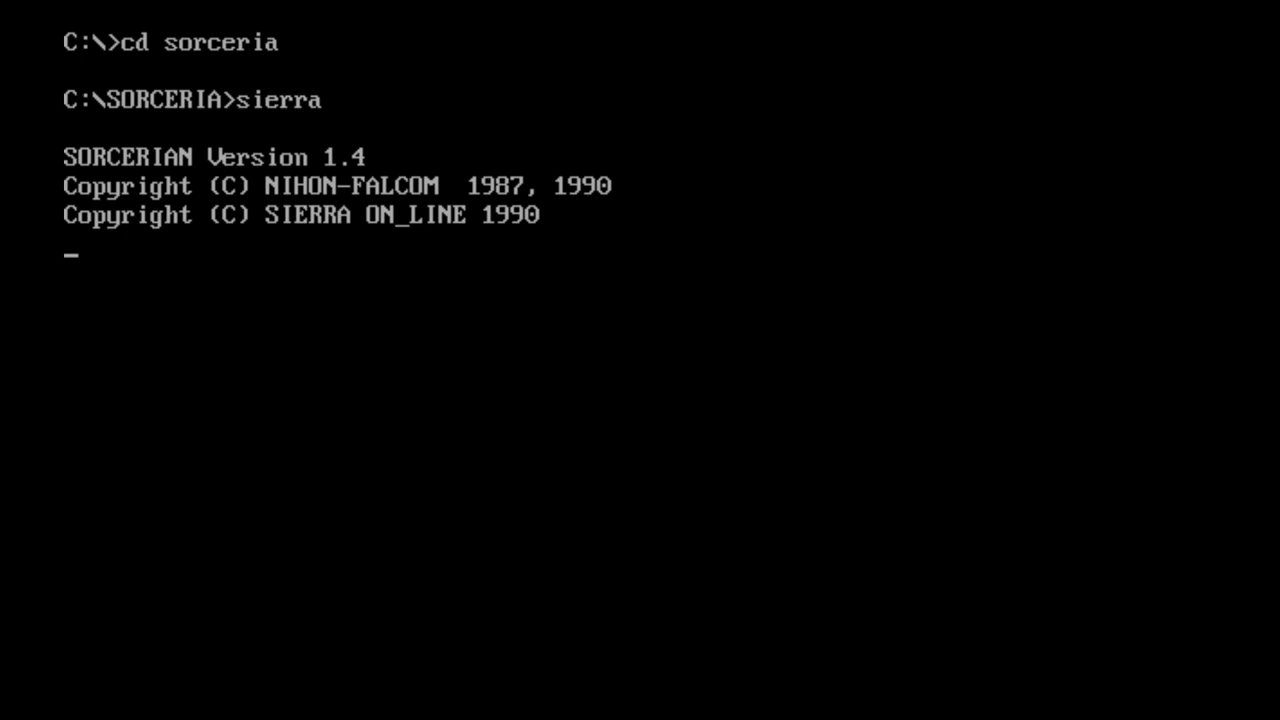 C:\>cd sorceria
C:\SORCERIA>sierra
SORCERIAN Version 1.4
Copyright (C) NIHON-FALCOM  1987, 1990
Copyright (C) SIERRA ON_LINE 1990